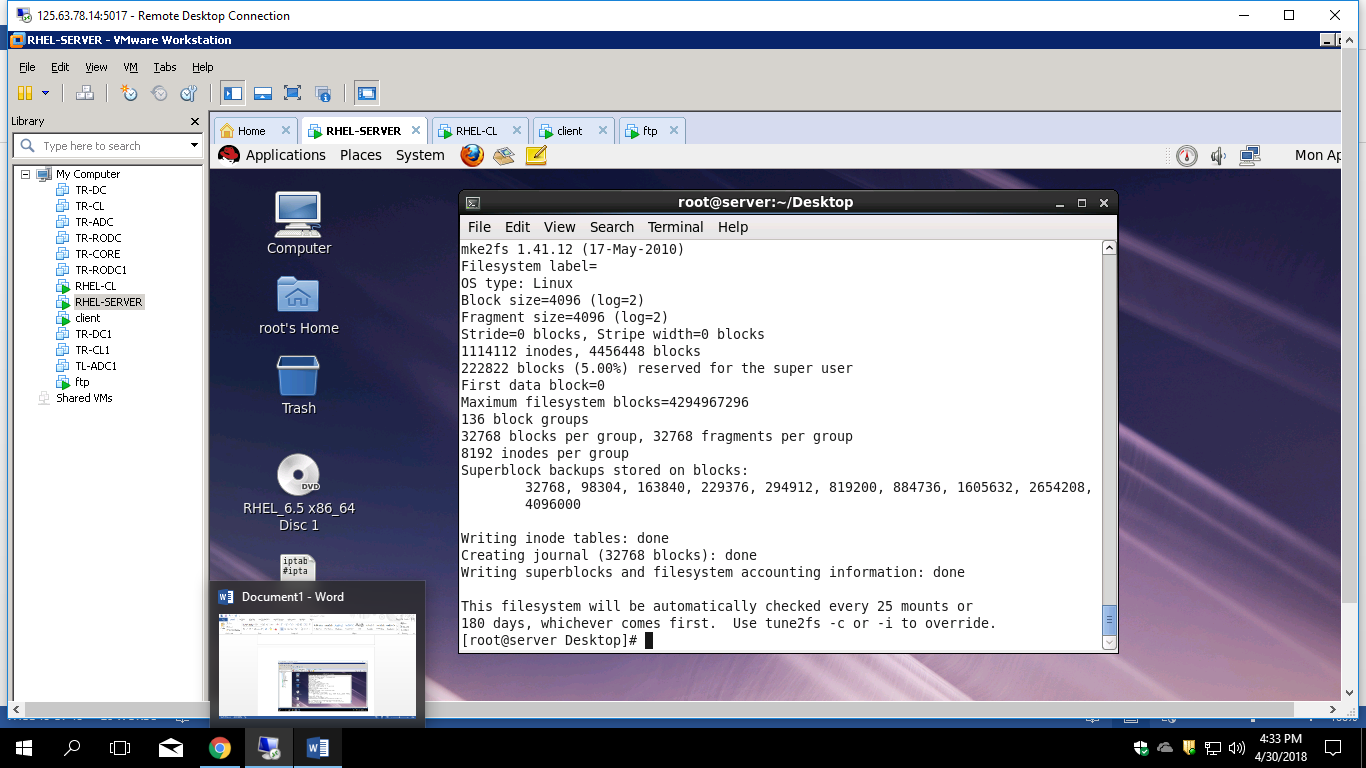 125.63.78.14:5017 - Remote Desktop Connection
RHEL-SERVER - VMware Workstation
File Edit View VM Tabs Help
Library
Type here to search
My Computer
TR-DC
TR-CL
TR-ADC
TR-RODC
TR-CORE
TR-RODC1
RHEL-CL
RHEL-SERVER
client
TR-DC1
TR-CL1
TL-ADC1
ftp
Shared VMs
Home RHEL-SERVER RHEL-CL client ftp
Applications Places System Mon Ap
Computer
root's Home
Trash
DVD
RHEL_6.5 x86_64
Disc 1
iptab
#ipta
root@server:~/Desktop
File Edit View Search Terminal Help
mke2fs 1.41.12 (17-May-2010)
Filesystem label=
OS type: Linux
Block size=4096 (log=2)
Fragment size=4096 (log=2)
Stride=0 blocks, Stripe width=0 blocks
1114112 inodes, 4456448 blocks
222822 blocks (5.00%) reserved for the super user
First data block=0
Maximum filesystem blocks=4294967296
136 block groups
32768 blocks per group, 32768 fragments per group
8192 inodes per group
Superblock backups stored on blocks:
32768, 98304, 163840, 229376, 294912, 819200, 884736, 1605632, 2654208,
4096000
Writing inode tables: done
Creating journal (32768 blocks): done
Writing superblocks and filesystem accounting information: done
This filesystem will be automatically checked every 25 mounts or
180 days, whichever comes first.  Use tune2fs -c or -i to override.
[root@server Desktop]#
Document1 - Word
4:33 PM
4/30/2018